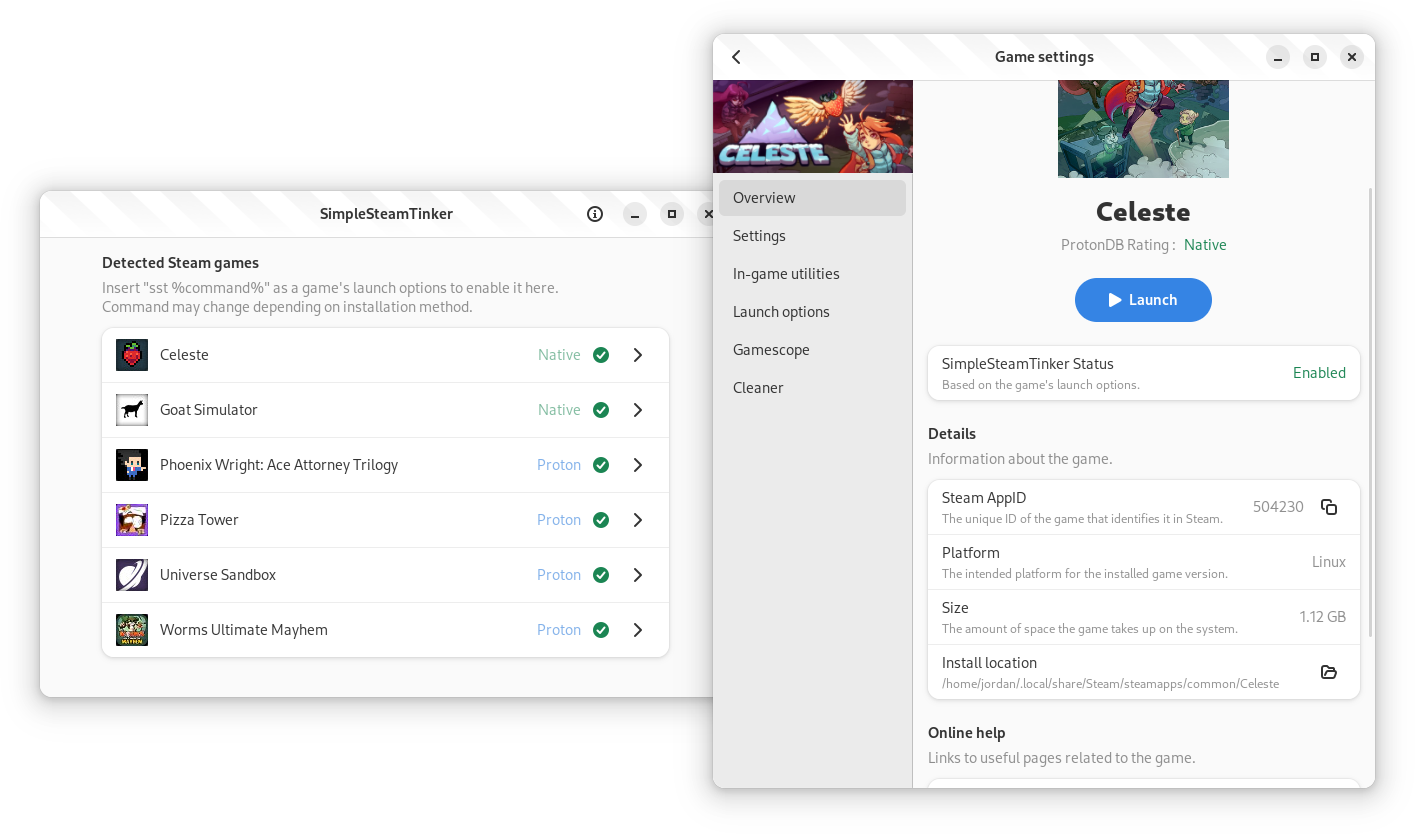 SimpleSteamTinker
Detected Steam games
Insert "sst %command%" as a game's launch options to enable it here.
Command may change depending on installation method.
Celeste
Native
Goat Simulator
Native
Phoenix Wright: Ace Attorney Trilogy
Proton
Pizza Tower
Proton
Universe Sandbox
Proton
Worms Ultimate Mayhem
Proton
Game settings
CELESTE
Overview
Settings
In-game utilities
Launch options
Gamescope
Cleaner
Celeste
ProtonDB Rating : Native
Launch
SimpleSteamTinker Status
Based on the game's launch options.
Enabled
Details
Information about the game.
Steam AppID
The unique ID of the game that identifies it in Steam.
504230
Platform
The intended platform for the installed game version.
Linux
Size
The amount of space the game takes up on the system.
1.12 GB
Install location
/home/jordan/.local/share/Steam/steamapps/common/Celeste
Online help
Links to useful pages related to the game.